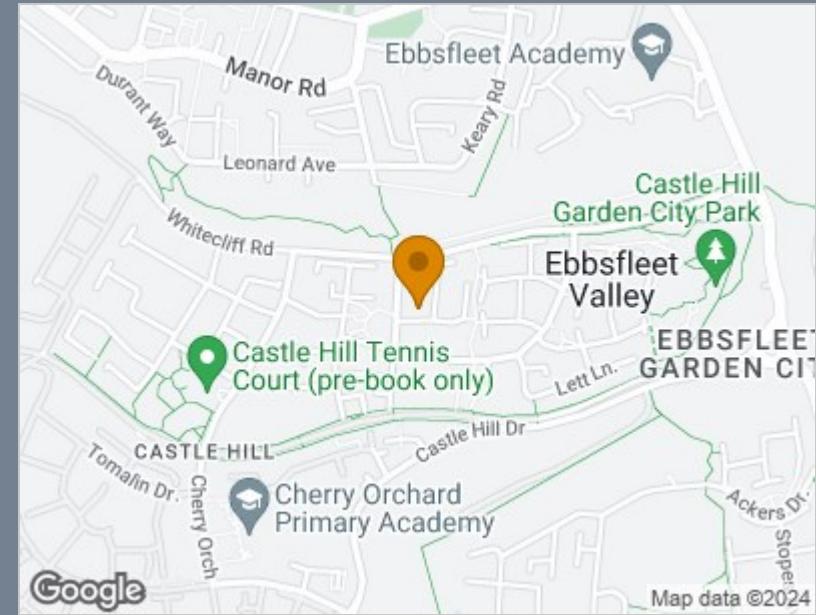 Ebbsfleet Academy
Manor Rd
Durrant Way
Keary Rd
Leonard Ave
Castle Hill
Garden City Park
Whitecliff Rd
Ebbsfleet
Valley
EBBSFLEET
GARDEN CIT
Castle Hill Tennis
Court (pre-book only)
Lett Ln.
Castle Hill Dr
CASTLE HILL
Tomalin Dr.
Cherry Orch
Cherry Orchard
Primary Academy
Ackers Dr.
Stopes
Google
Map data ©2024